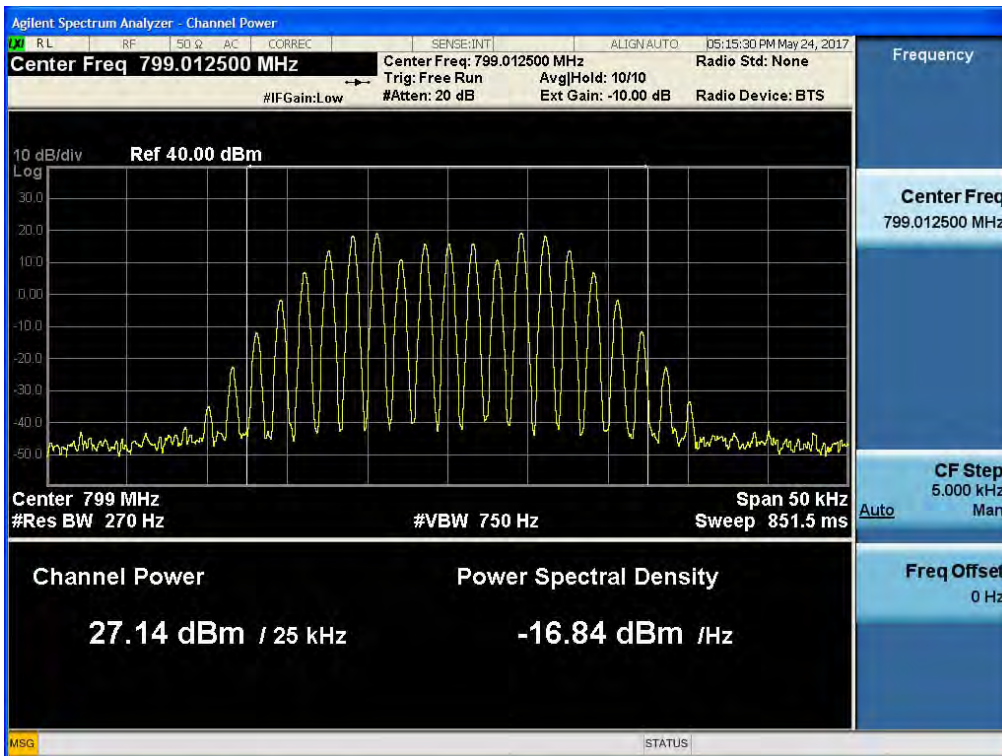 Agilent Spectrum Analyzer - Channel Power
LXI RL RF 50 Ω AC CORREC SENSE:INT ALIGNAUTO 05:15:30 PM May 24, 2017
Center Freq 799.012500 MHz Center Freq: 799.012500 MHz Radio Std: None
Trig: Free Run Avg|Hold: 10/10
#IFGain:Low #Atten: 20 dB Ext Gain: -10.00 dB Radio Device: BTS
Frequency
10 dB/div Ref 40.00 dBm
Log
30.0
20.0
10.0
0.00
-10.0
-20.0
-30.0
-40.0
-50.0
Center 799 MHz Span 50 kHz
#Res BW 270 Hz #VBW 750 Hz Sweep 851.5 ms
Center Freq
799.012500 MHz
CF Step
5.000 kHz
Auto Man
Freq Offset
0 Hz
Channel Power Power Spectral Density
27.14 dBm / 25 kHz -16.84 dBm /Hz
MSG STATUS